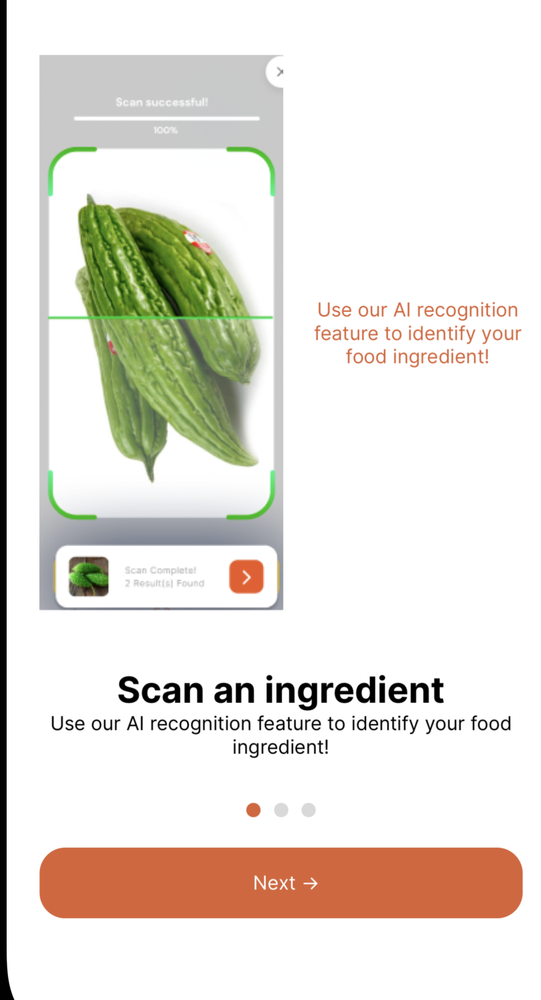 Scan successful!
100%
Use our AI recognition
feature to identify your
food ingredient!
Scan Complete!
2 Result(s) Found
Scan an ingredient
Use our AI recognition feature to identify your food
ingredient!
Next →